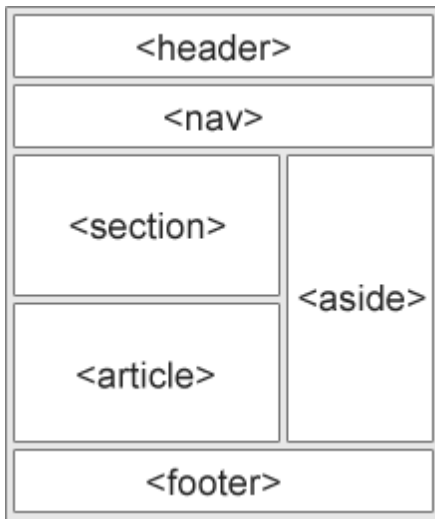 <header>
<nav>
<section>
<aside>
<article>
<footer>